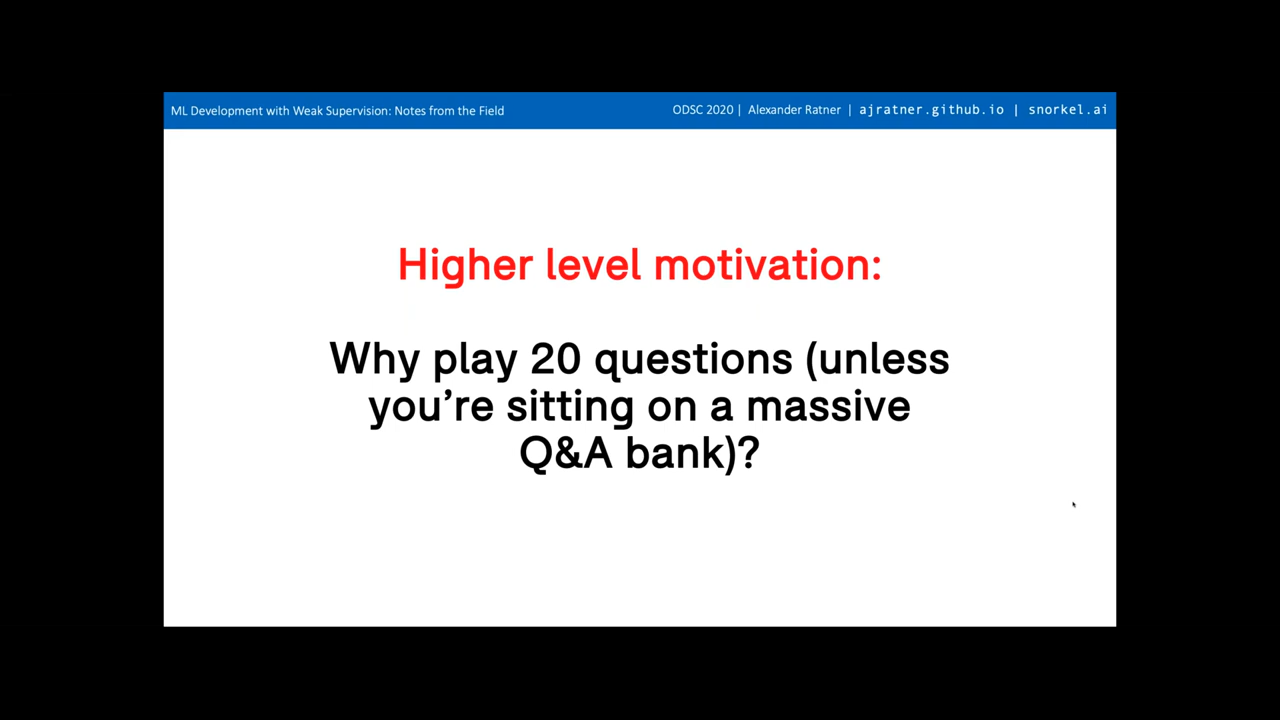 ML Development with Weak Supervision: Notes from the Field
ODSC 2020 | Alexander Ratner | ajratner.github.io | snorkel.ai
Higher level motivation:
Why play 20 questions (unless
you’re sitting on a massive
Q&A bank)?